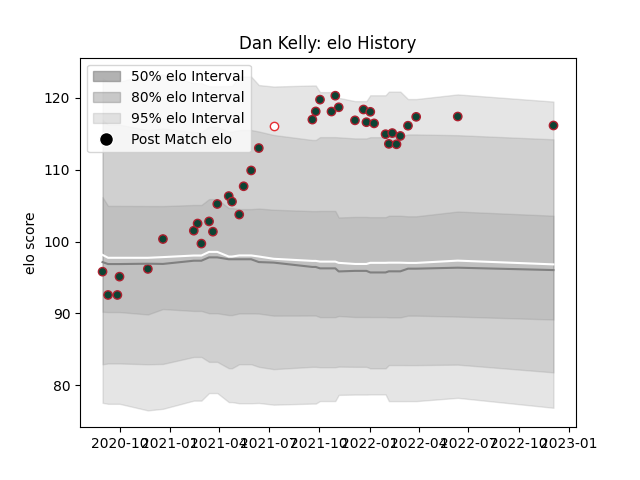 Dan Kelly: elo History
50% elo Interval
80% elo Interval
95% elo Interval
Post Match elo
elo score
120
110
100
90
80
2020-10 2021-01 2021-04 2021-07 2021-10 2022-01 2022-04 2022-07 2022-10 2023-01